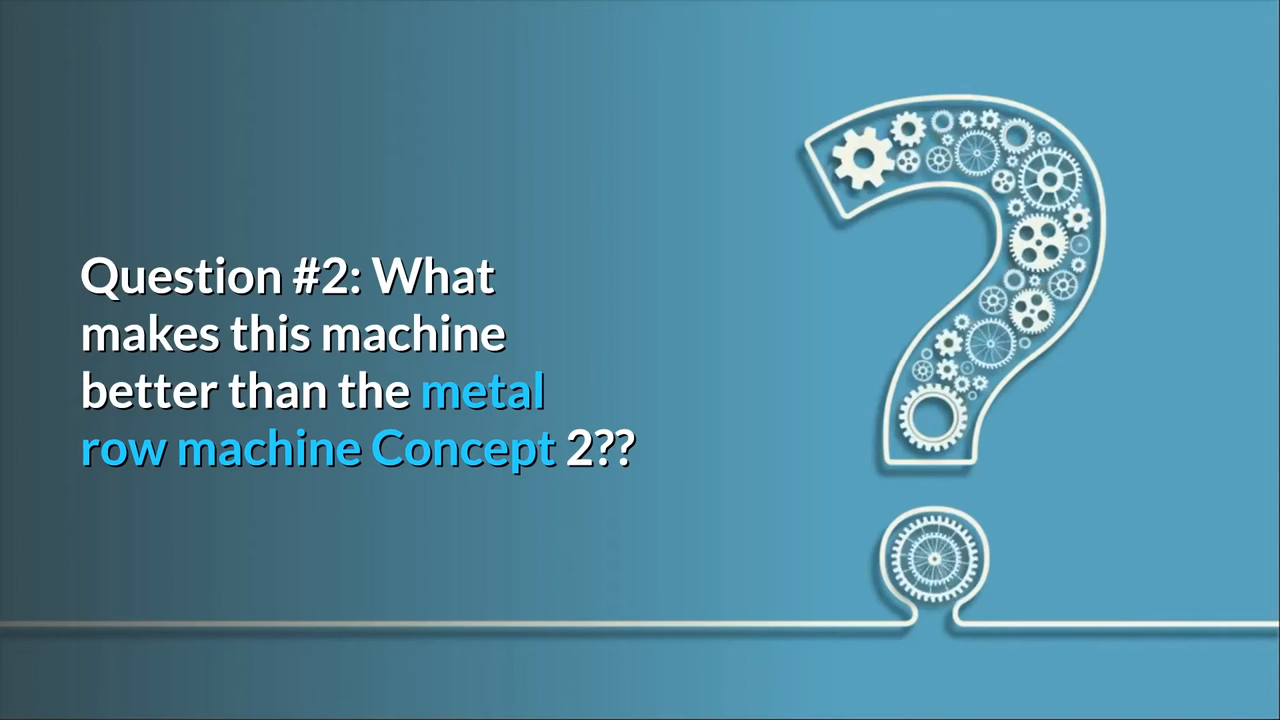 Question #2: What
makes this machine
better than the metal
row machine Concept 2??